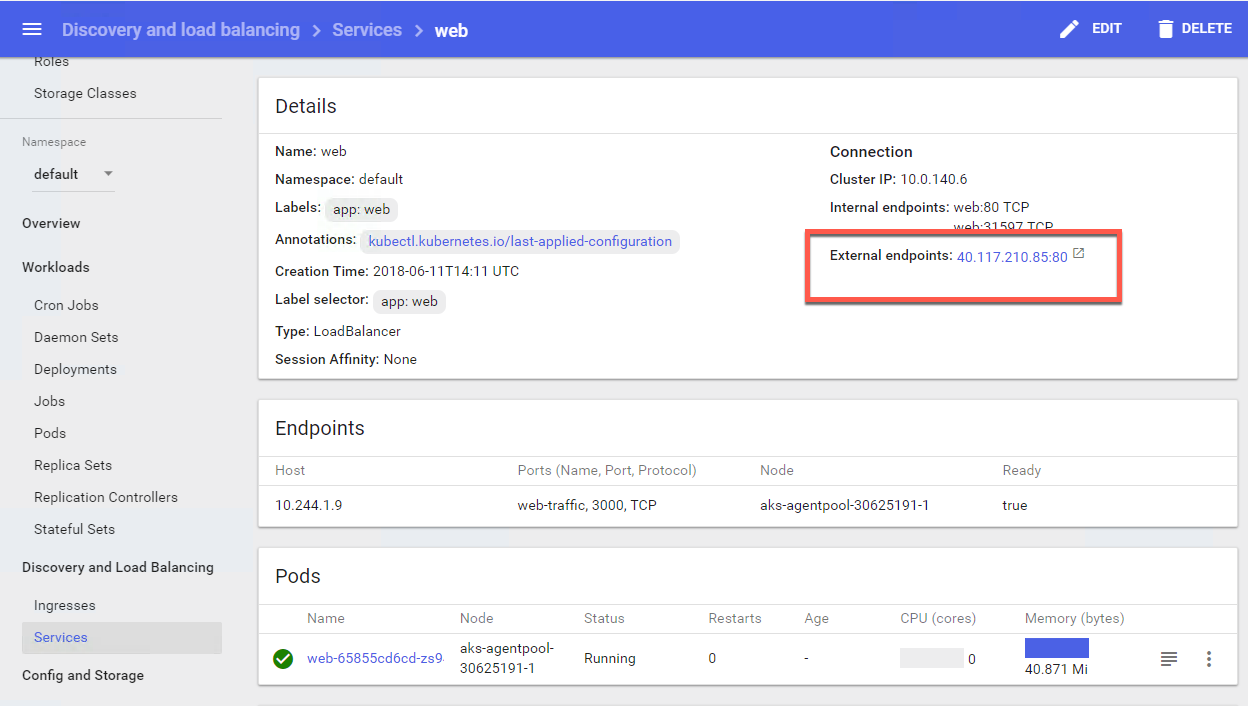 Discovery and load balancing > Services > web
EDIT
DELETE
Roles
Storage Classes
Namespace
default
Overview
Workloads
Cron Jobs
Daemon Sets
Deployments
Jobs
Pods
Replica Sets
Replication Controllers
Stateful Sets
Discovery and Load Balancing
Ingresses
Services
Config and Storage
Details
Name: web
Namespace: default
Labels: app: web
Annotations: kubectl.kubernetes.io/last-applied-configuration
Creation Time: 2018-06-11T14:11 UTC
Label selector: app: web
Type: LoadBalancer
Session Affinity: None
Connection
Cluster IP: 10.0.140.6
Internal endpoints: web:80 TCP
web:31597 TCP
External endpoints: 40.117.210.85:80
Endpoints
Host Ports (Name, Port, Protocol) Node Ready
10.244.1.9 web-traffic, 3000, TCP aks-agentpool-30625191-1 true
Pods
Name Node Status Restarts Age CPU (cores) Memory (bytes)
web-65855cd6cd-zs9 aks-agentpool-
30625191-1 Running 0 - 0
40.871 Mi